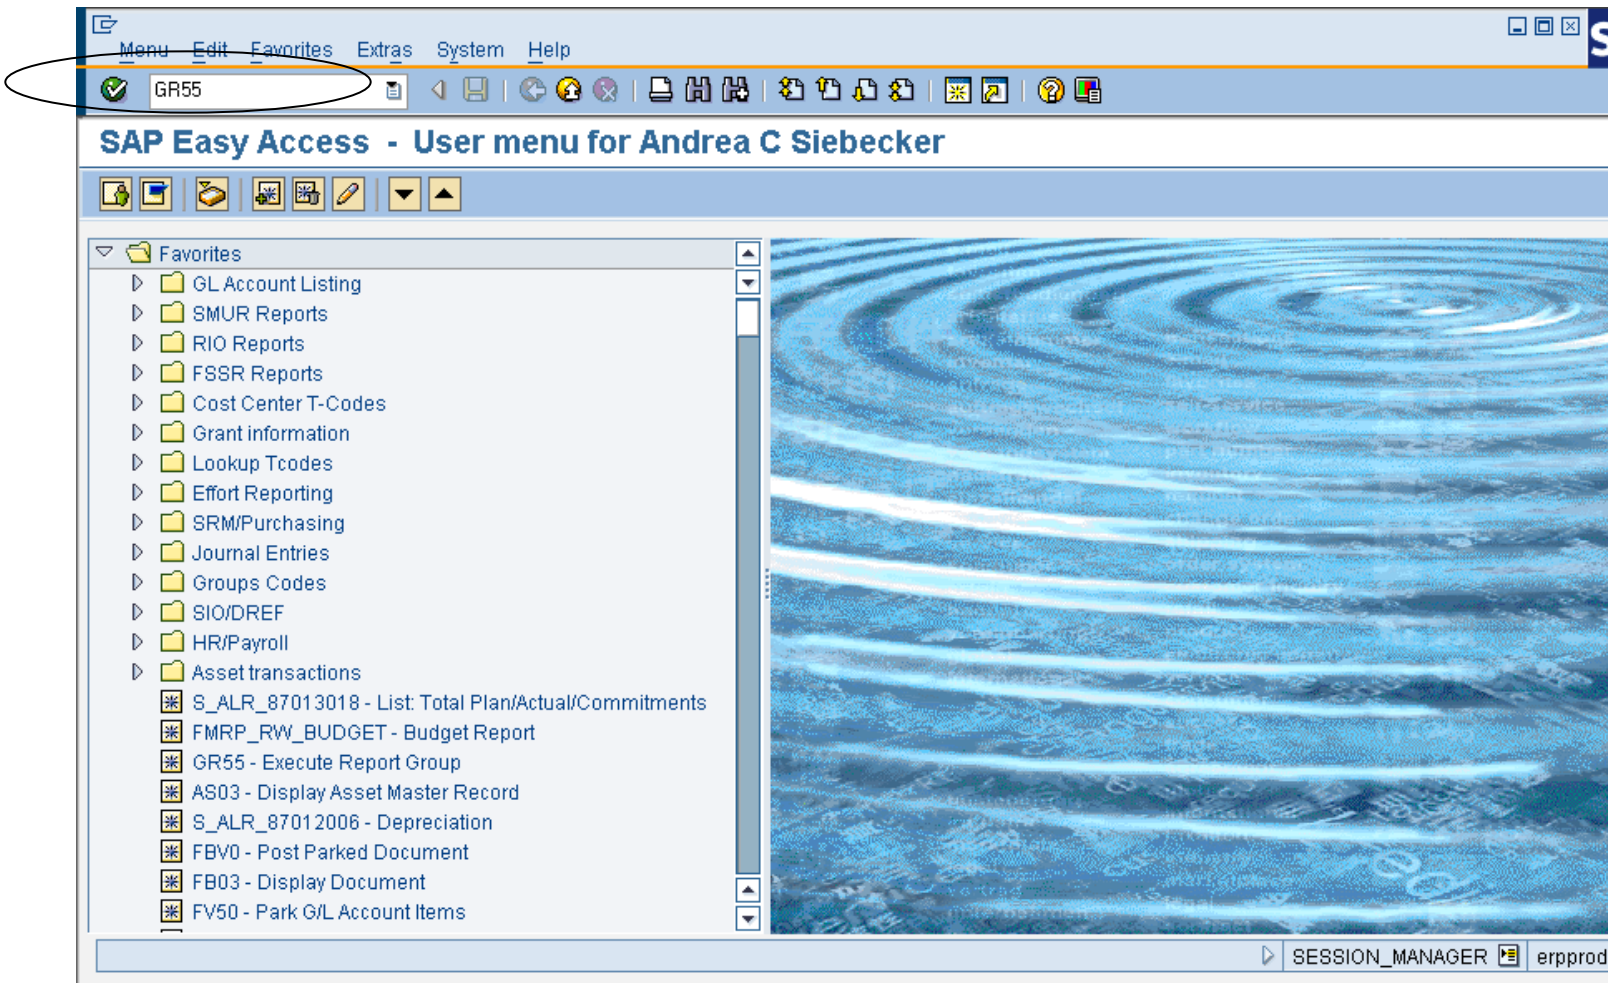 Menu Edit Favorites Extras System Help
GR55
SAP Easy Access - User menu for Andrea C Siebecker
Favorites
GL Account Listing
SMUR Reports
RIO Reports
FSSR Reports
Cost Center T-Codes
Grant information
Lookup Tcodes
Effort Reporting
SRM/Purchasing
Journal Entries
Groups Codes
SIO/DREF
HR/Payroll
Asset transactions
S_ALR_87013018 - List: Total Plan/Actual/Commitments
FMRP_RW_BUDGET - Budget Report
GR55 - Execute Report Group
AS03 - Display Asset Master Record
S_ALR_87012006 - Depreciation
FBV0 - Post Parked Document
FB03 - Display Document
FV50 - Park G/L Account Items
SESSION_MANAGER erpprod